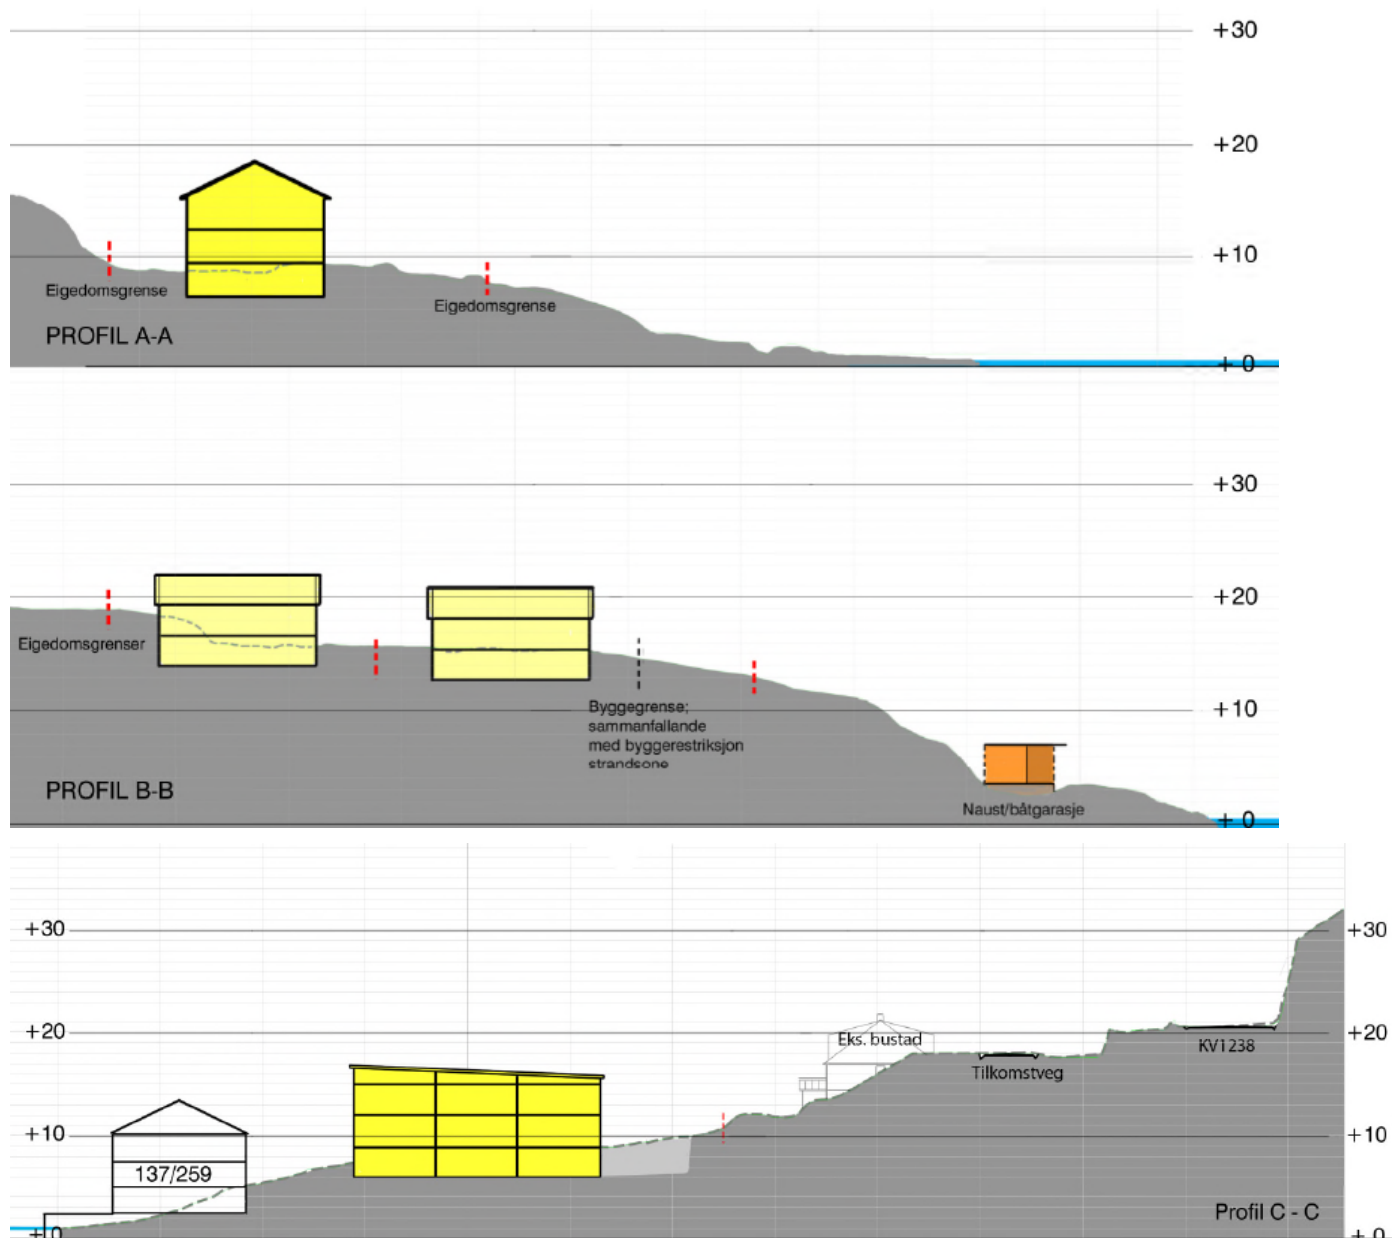 +30
+20
+10
Eigedomsgrense
Eigedomsgrense
PROFIL A-A
+ 0
+30
+20
Eigedomsgrenser
Byggegrense;
sammanfallande
med byggerestriksjon
strandsone
+10
PROFIL B-B
Naust/båtgarasje
+ 0
+30
+30
+20
+20
Eks. bustad
KV1238
Tilkomstveg
+10
+10
137/259
Profil C - C
+0
+ 0